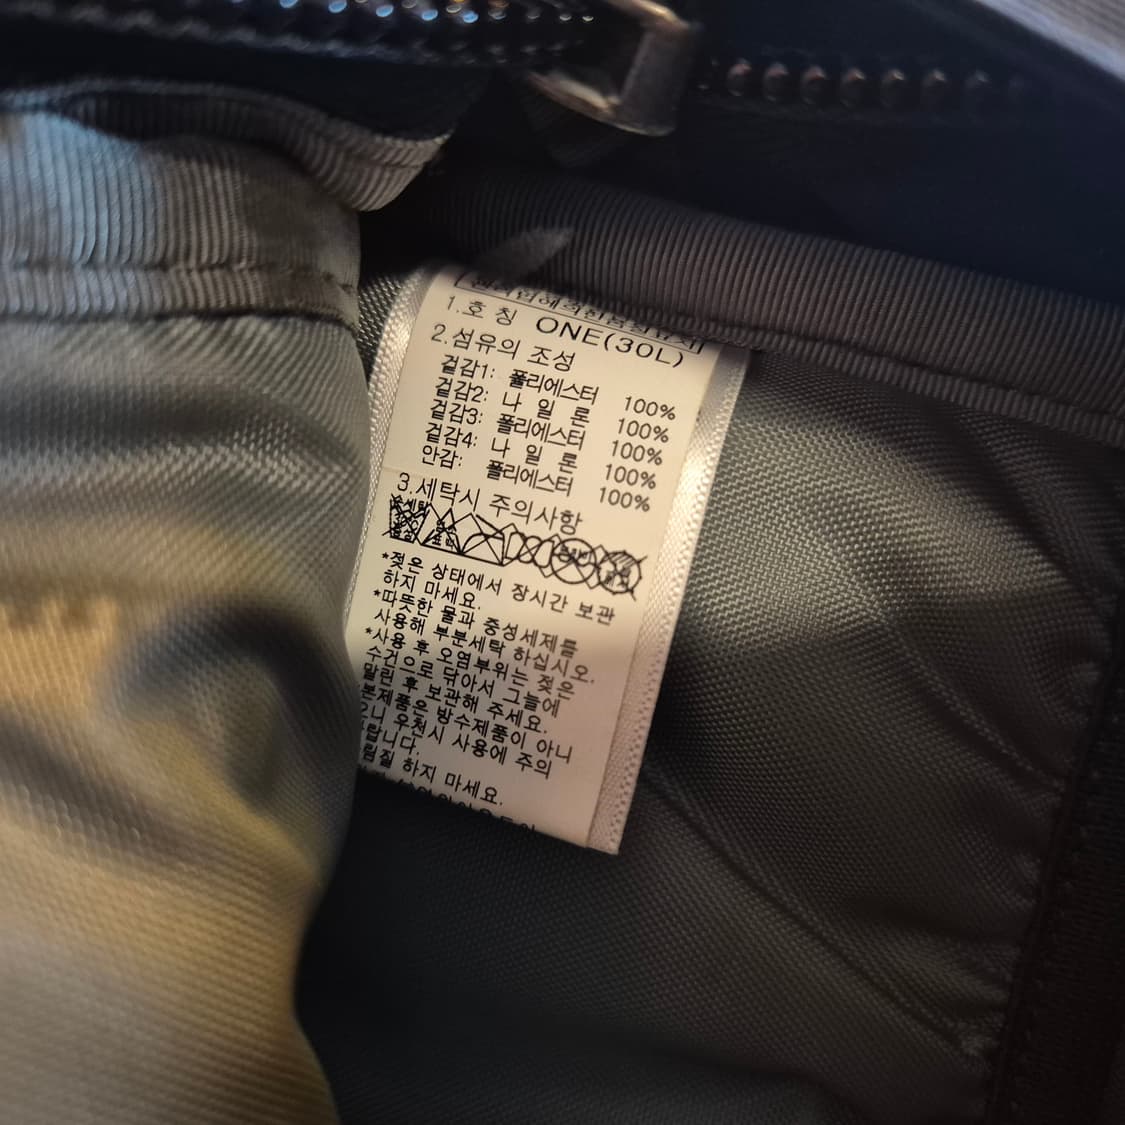 1.호 칭 ONE(30L)
2.섬유의 조성
겉감1: 폴리에스터 100%
겉감2: 나 일 론 100%
겉감3: 폴리에스터 100%
겉감4: 나 일 론 100%
안감: 폴리에스터 100%
3.세탁시 주의사항
*젖은 상태에서 장시간 보관
하지 마세요.
*따뜻한 물과 중성세제를
사용해 부분세탁 하십시오.
*사용 후 오염부위는 젖은
수건으로 닦아서 그늘에
말린 후 보관해 주세요.
본제품은 방수제품이 아니
오니 우천시 사용에 주의
랍니다.
림질 하지 마세요.